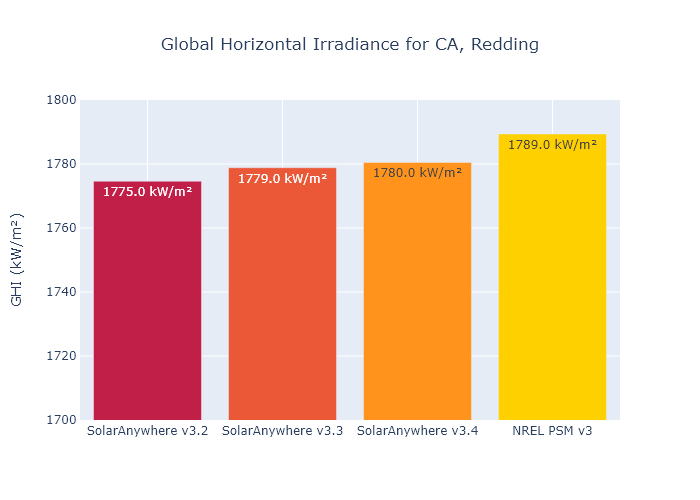 Global Horizontal Irradiance for CA, Redding
GHI (kW/m²)
1800
1780
1760
1740
1720
1700
1775.0 kW/m²
1779.0 kW/m²
1780.0 kW/m²
1789.0 kW/m²
SolarAnywhere v3.2
SolarAnywhere v3.3
SolarAnywhere v3.4
NREL PSM v3